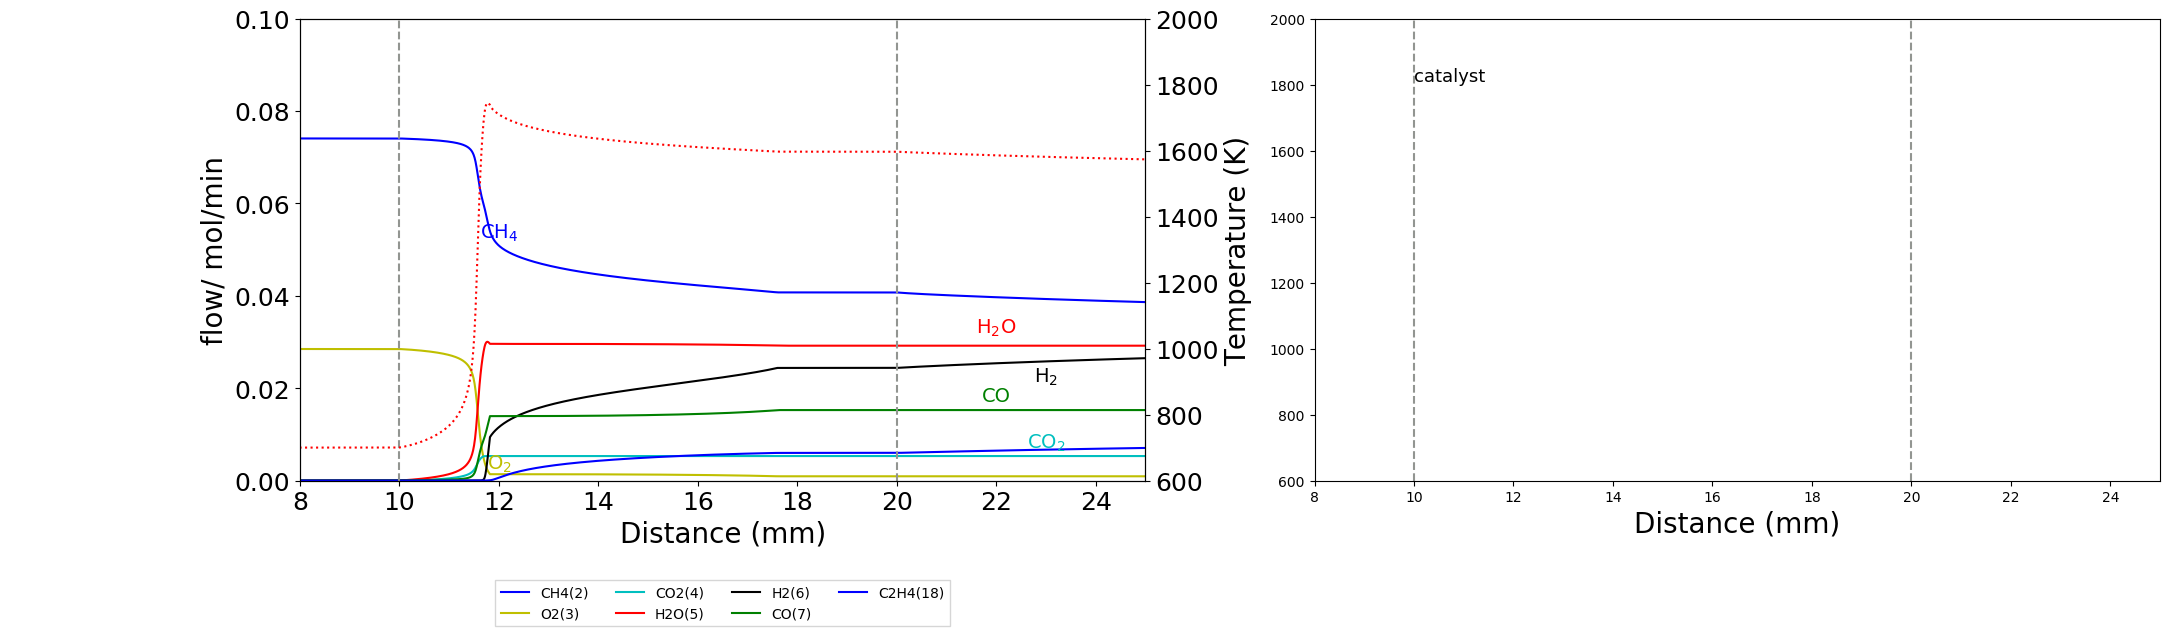 0.10
0.08
0.06
0.04
0.02
0.00
flow/ mol/min
8 10 12 14 16 18 20 22 24
Distance (mm)
2000
1800
1600
1400
1200
1000
800
600
Temperature (K)
CH₄
H₂O
H₂
CO
CO₂
O₂
CH4(2) CO2(4) H2(6) C2H4(18)
O2(3) H2O(5) CO(7)
2000
1800
1600
1400
1200
1000
800
600
catalyst
8 10 12 14 16 18 20 22 24
Distance (mm)